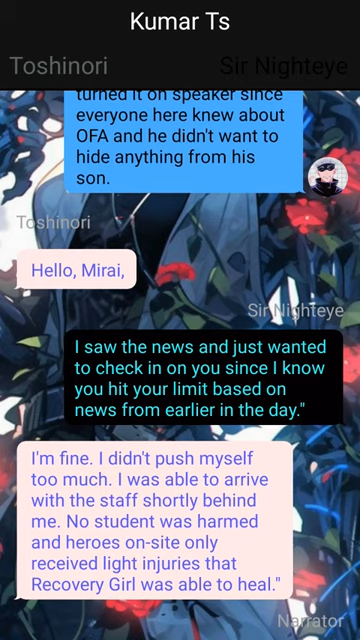 Kumar Ts
Toshinori
Sir Nighteye
turned it on speaker since
everyone here knew about
OFA and he didn't want to
hide anything from his
son.
Toshinori
Hello, Mirai,
Sir Nighteye
I saw the news and just wanted
to check in on you since I know
you hit your limit based on
news from earlier in the day."
I'm fine. I didn't push myself
too much. I was able to arrive
with the staff shortly behind
me. No student was harmed
and heroes on-site only
received light injuries that
Recovery Girl was able to heal."
Narrator